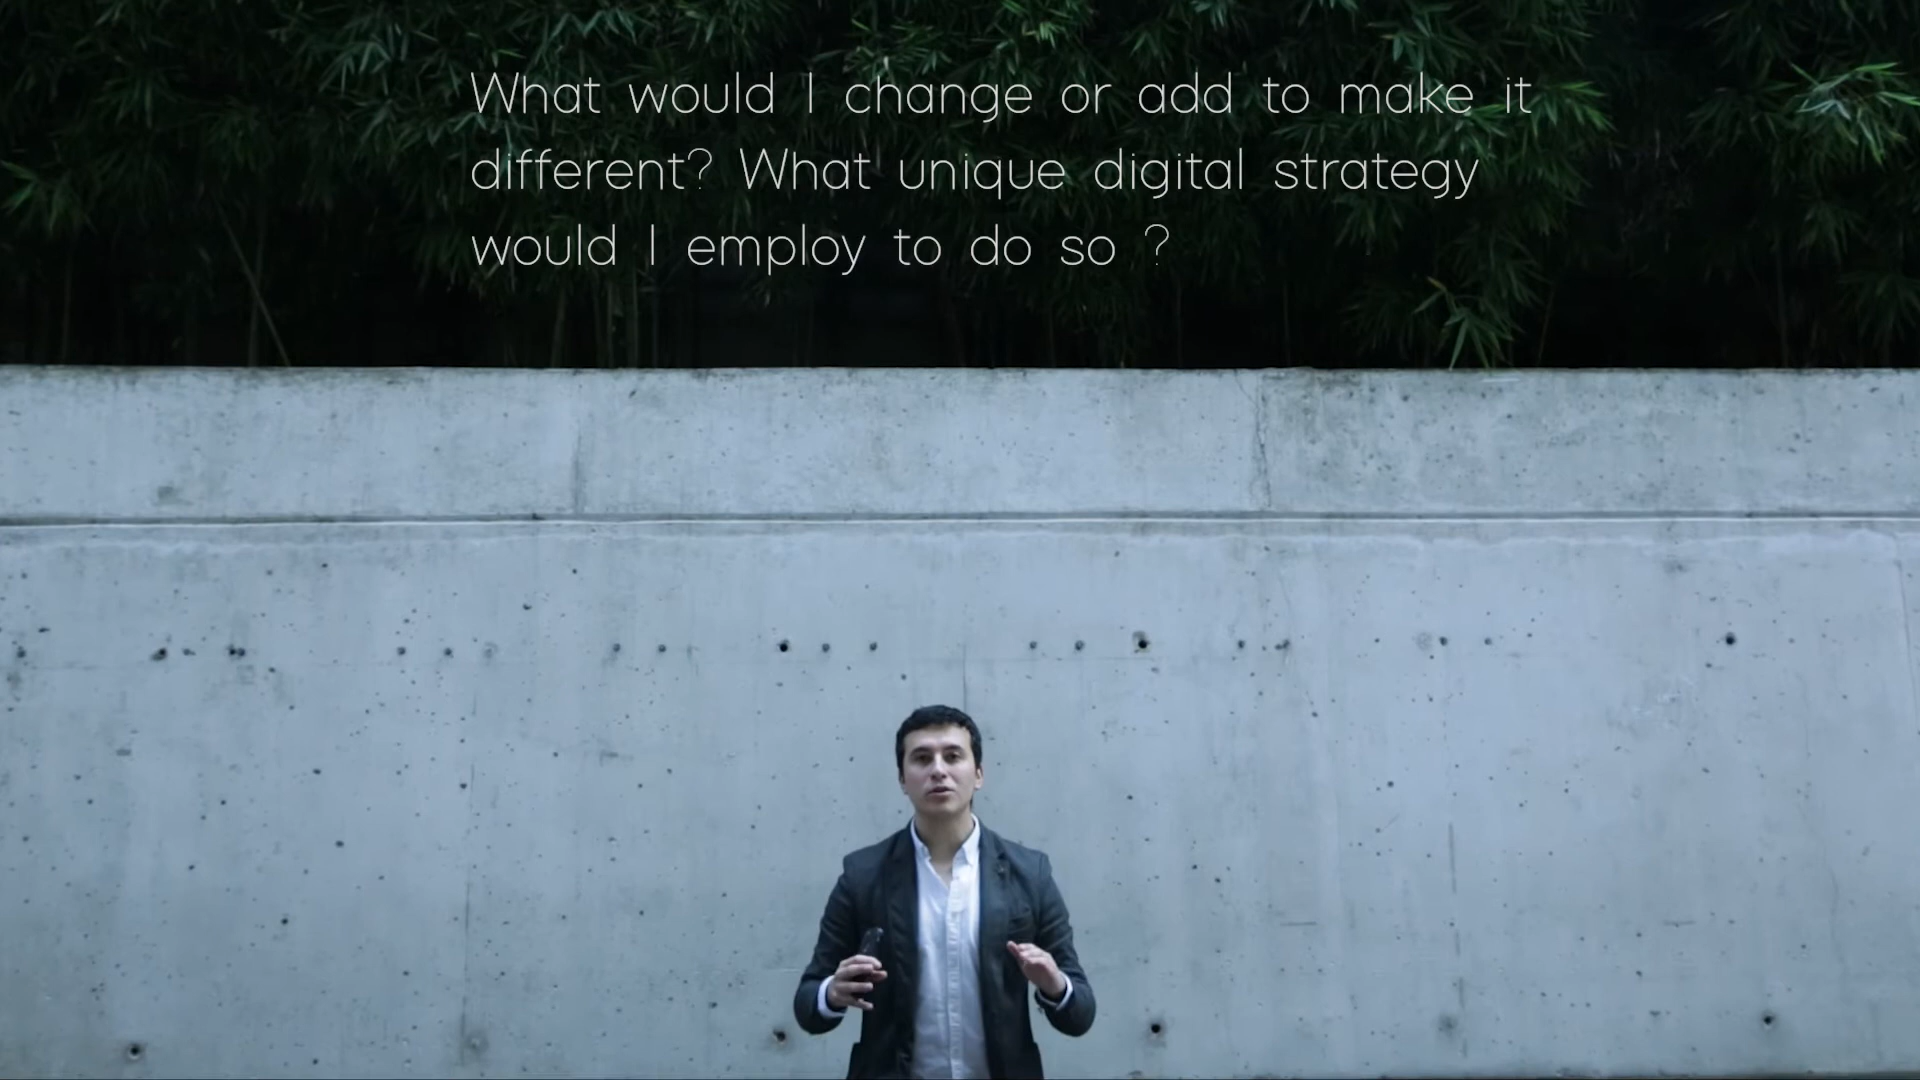 What would I change or add to make it
different? What unique digital strategy
would I employ to do so ?